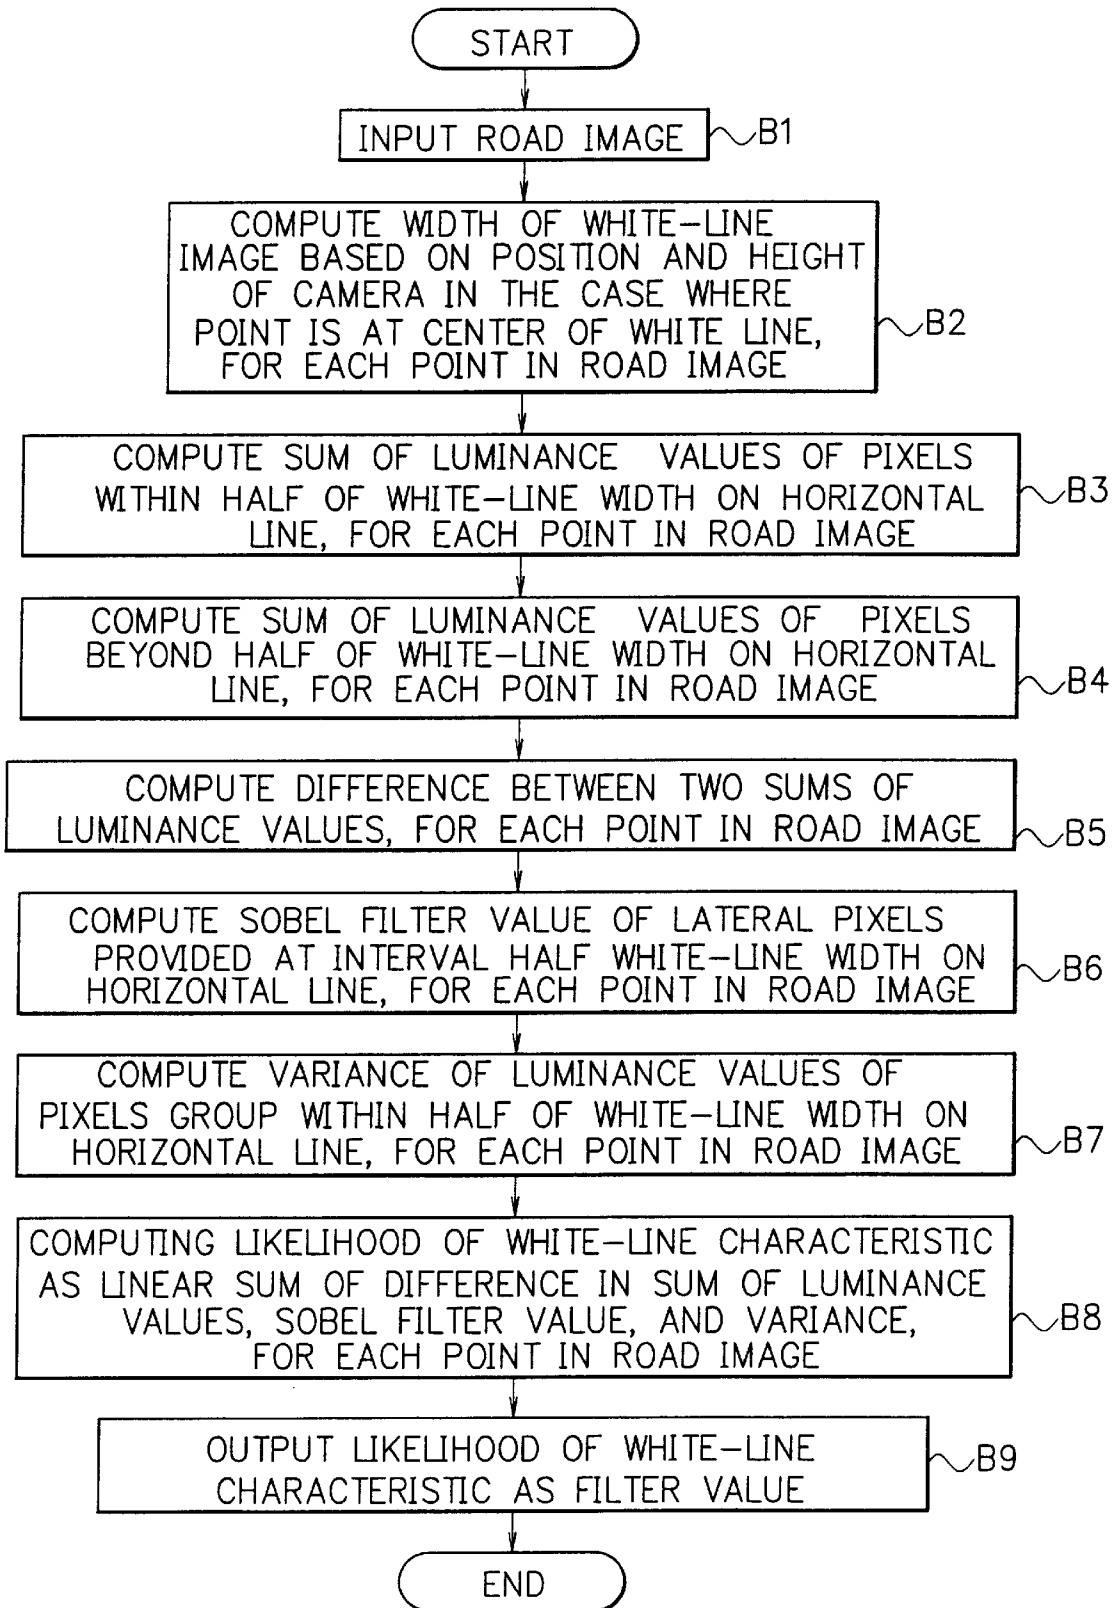 START
INPUT ROAD IMAGE
B1
COMPUTE WIDTH OF WHITE-LINE
IMAGE BASED ON POSITION AND HEIGHT
OF CAMERA IN THE CASE WHERE
POINT IS AT CENTER OF WHITE LINE,
FOR EACH POINT IN ROAD IMAGE
B2
COMPUTE SUM OF LUMINANCE VALUES OF PIXELS
WITHIN HALF OF WHITE-LINE WIDTH ON HORIZONTAL
LINE, FOR EACH POINT IN ROAD IMAGE
B3
COMPUTE SUM OF LUMINANCE VALUES OF PIXELS
BEYOND HALF OF WHITE-LINE WIDTH ON HORIZONTAL
LINE, FOR EACH POINT IN ROAD IMAGE
B4
COMPUTE DIFFERENCE BETWEEN TWO SUMS OF
LUMINANCE VALUES, FOR EACH POINT IN ROAD IMAGE
B5
COMPUTE SOBEL FILTER VALUE OF LATERAL PIXELS
PROVIDED AT INTERVAL HALF WHITE-LINE WIDTH ON
HORIZONTAL LINE, FOR EACH POINT IN ROAD IMAGE
B6
COMPUTE VARIANCE OF LUMINANCE VALUES OF
PIXELS GROUP WITHIN HALF OF WHITE-LINE WIDTH ON
HORIZONTAL LINE, FOR EACH POINT IN ROAD IMAGE
B7
COMPUTING LIKELIHOOD OF WHITE-LINE CHARACTERISTIC
AS LINEAR SUM OF DIFFERENCE IN SUM OF LUMINANCE
VALUES, SOBEL FILTER VALUE, AND VARIANCE,
FOR EACH POINT IN ROAD IMAGE
B8
OUTPUT LIKELIHOOD OF WHITE-LINE
CHARACTERISTIC AS FILTER VALUE
B9
END